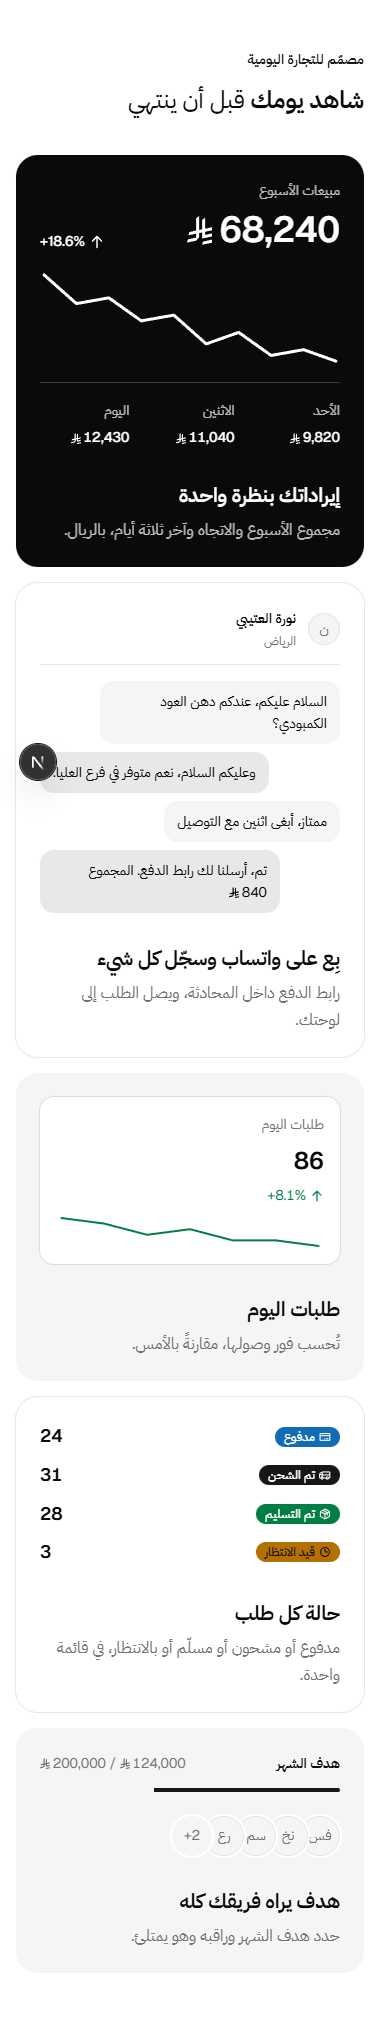 مصمّم للتجارة اليومية
شاهد يومك قبل أن ينتهي
مبيعات الأسبوع
68,240
+18.6%
الأحد
الاثنين
اليوم
9,820
11,040
12,430
إيراداتك بنظرة واحدة
مجموع الأسبوع والاتجاه وآخر ثلاثة أيام، بالريال.
ن
نورة العتيبي
الرياض
السلام عليكم، عندكم دهن العود
الكمبودي؟
وعليكم السلام، نعم متوفر في فرع العليا.
N
ممتاز، أبغى اثنين مع التوصيل
تم، أرسلنا لك رابط الدفع. المجموع
840
بِع على واتساب وسجّل كل شيء
رابط الدفع داخل المحادثة، ويصل الطلب إلى
لوحتك.
طلبات اليوم
86
+8.1%
طلبات اليوم
تُحسب فور وصولها، مقارنةً بالأمس.
مدفوع 24
تم الشحن 31
تم التسليم 28
قيد الانتظار 3
حالة كل طلب
مدفوع أو مشحون أو مسلّم أو بالانتظار، في قائمة
واحدة.
هدف الشهر
124,000 / 200,000
فس
نخ
سم
رع
+2
هدف يراه فريقك كله
حدد هدف الشهر وراقبه وهو يمتلئ.